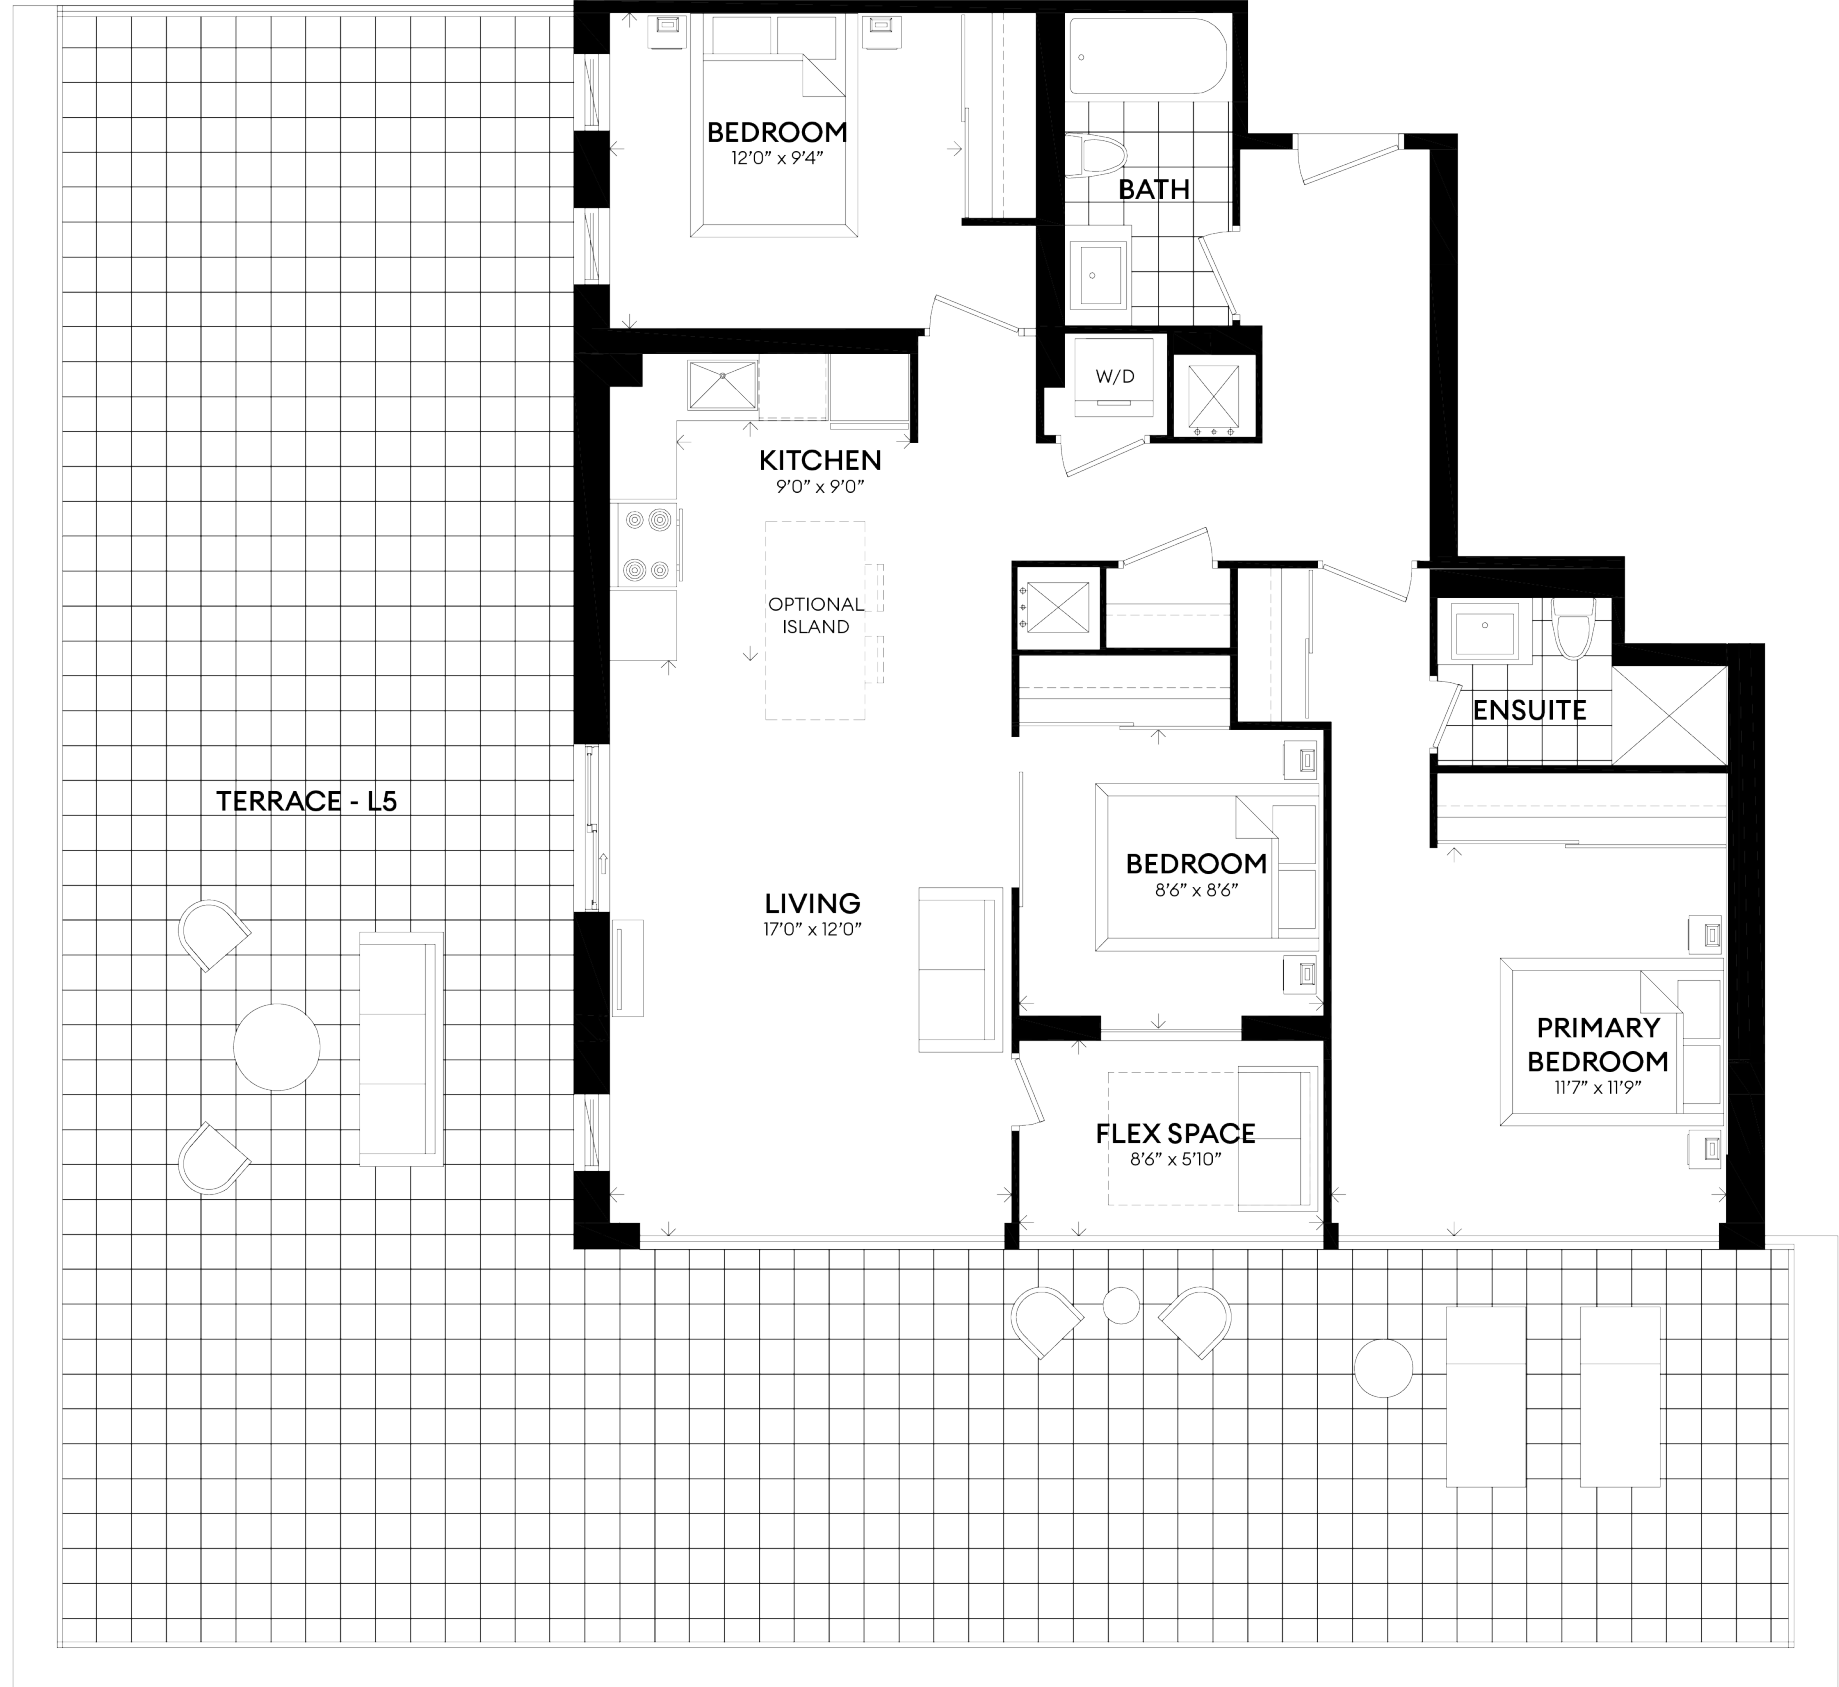 BEDROOM
12’0” x 9’4”
BATH
W/D
KITCHEN
9’0” x 9’0”
OPTIONAL
ISLAND
ENSUITE
TERRACE - L5
BEDROOM
8’6” x 8’6”
LIVING
17’0” x 12’0”
PRIMARY
BEDROOM
11’7” x 11’9”
FLEX SPACE
8’6” x 5’10”